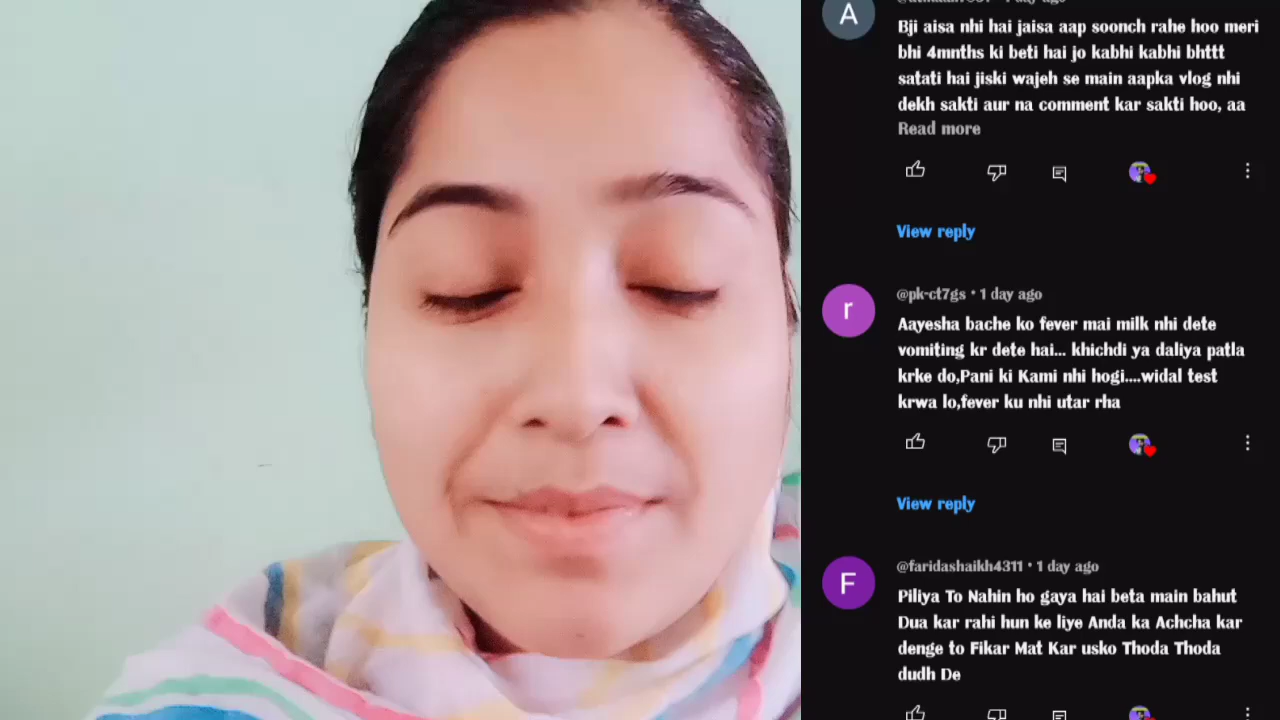 A
Bji aisa nhi hai jaisa aap soonch rahe hoo meri
bhi 4mnths ki beti hai jo kabhi kabhi bhttt
satati hai jiski wajeh se main aapka vlog nhi
dekh sakti aur na comment kar sakti hoo, aa
Read more
View reply
r
@pk-ct7gs • 1 day ago
Aayesha bache ko fever mai milk nhi dete
vomiting kr dete hai... khichdi ya daliya patla
krke do,Pani ki Kami nhi hogi....widal test
krwa lo,fever ku nhi utar rha
View reply
F
@faridashaikh4311 • 1 day ago
Piliya To Nahin ho gaya hai beta main bahut
Dua kar rahi hun ke liye Anda ka Achcha kar
denge to Fikar Mat Kar usko Thoda Thoda
dudh De